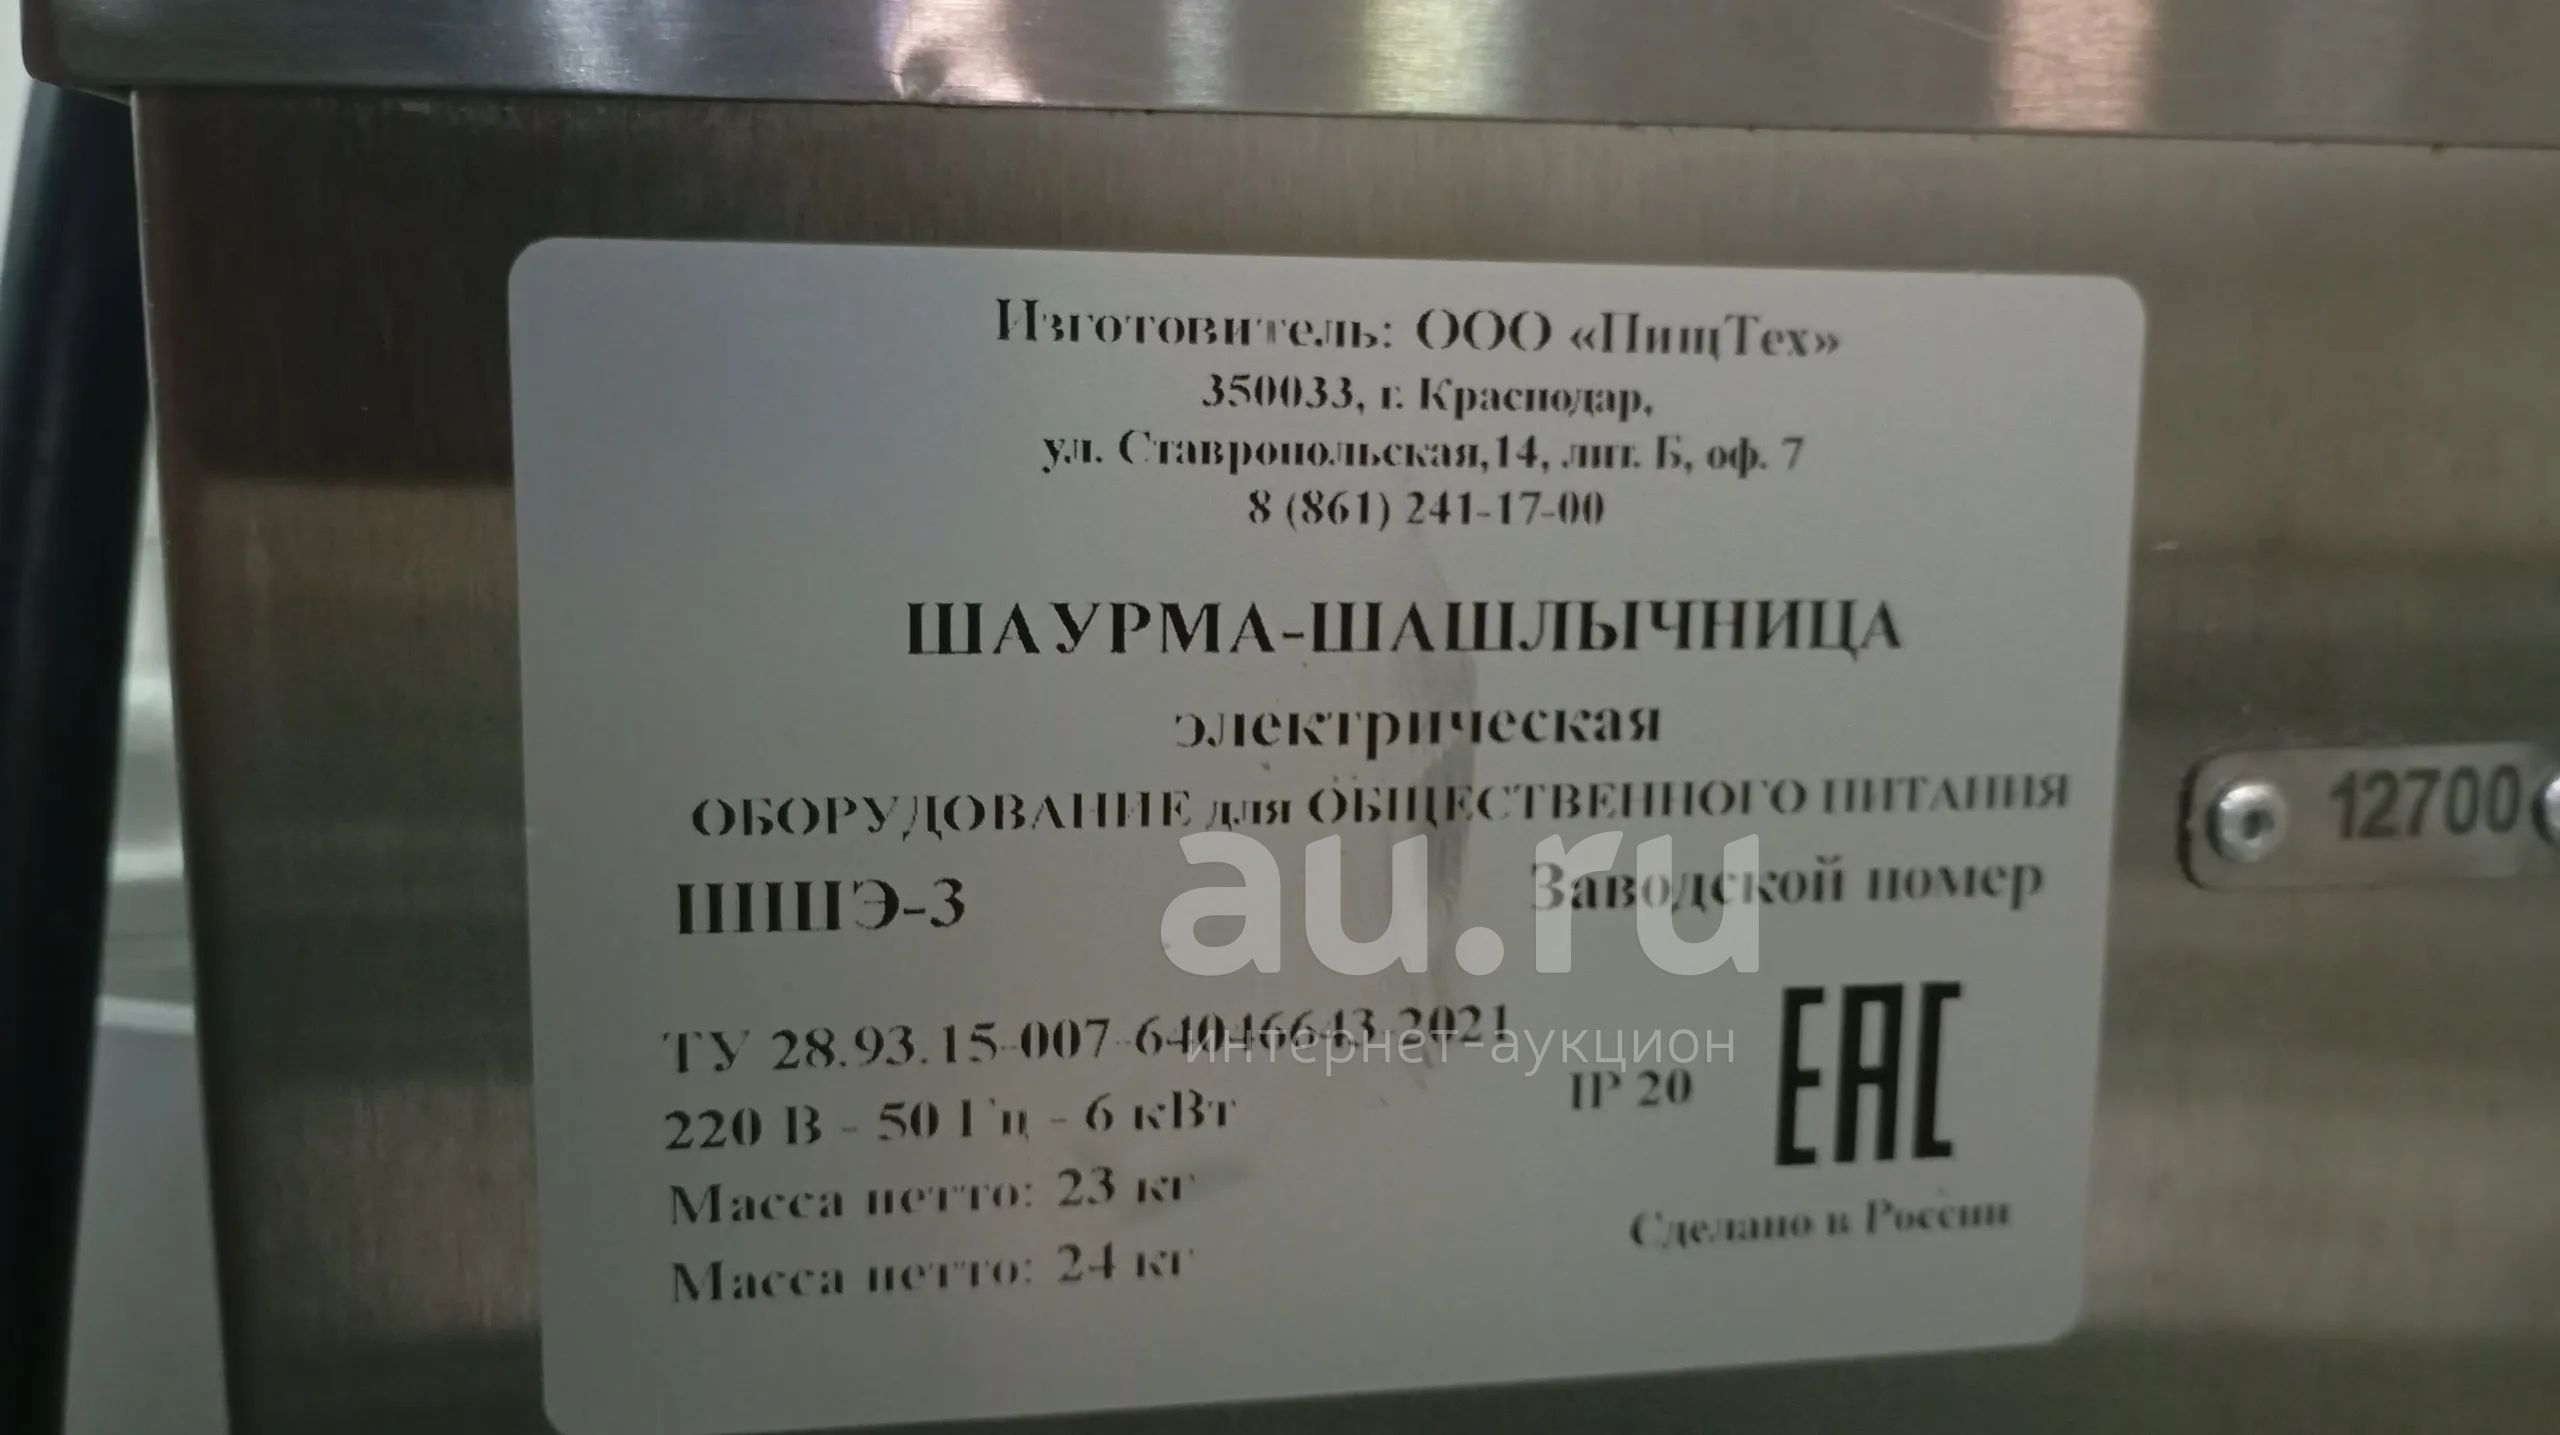 Изготовитель: ООО «ПищТех»
350033, г. Краснодар,
ул. Ставропольская,14, лит. Б, оф. 7
8 (861) 241-17-00
ШАУРМА-ШАШЛЫЧНИЦА
электрическая
ОБОРУДОВАНИЕ для ОБЩЕСТВЕННОГО ПИТАНИЯ
12700
ШШЭ-3 Заводской номер
au.ru
интернет-аукцион
ТУ 28.93.15-007-64046643-2021
220 В - 50 Гц - 6 кВт IP 20 EAC
Масса нетто: 23 кг
Масса нетто: 24 кг Сделано в России